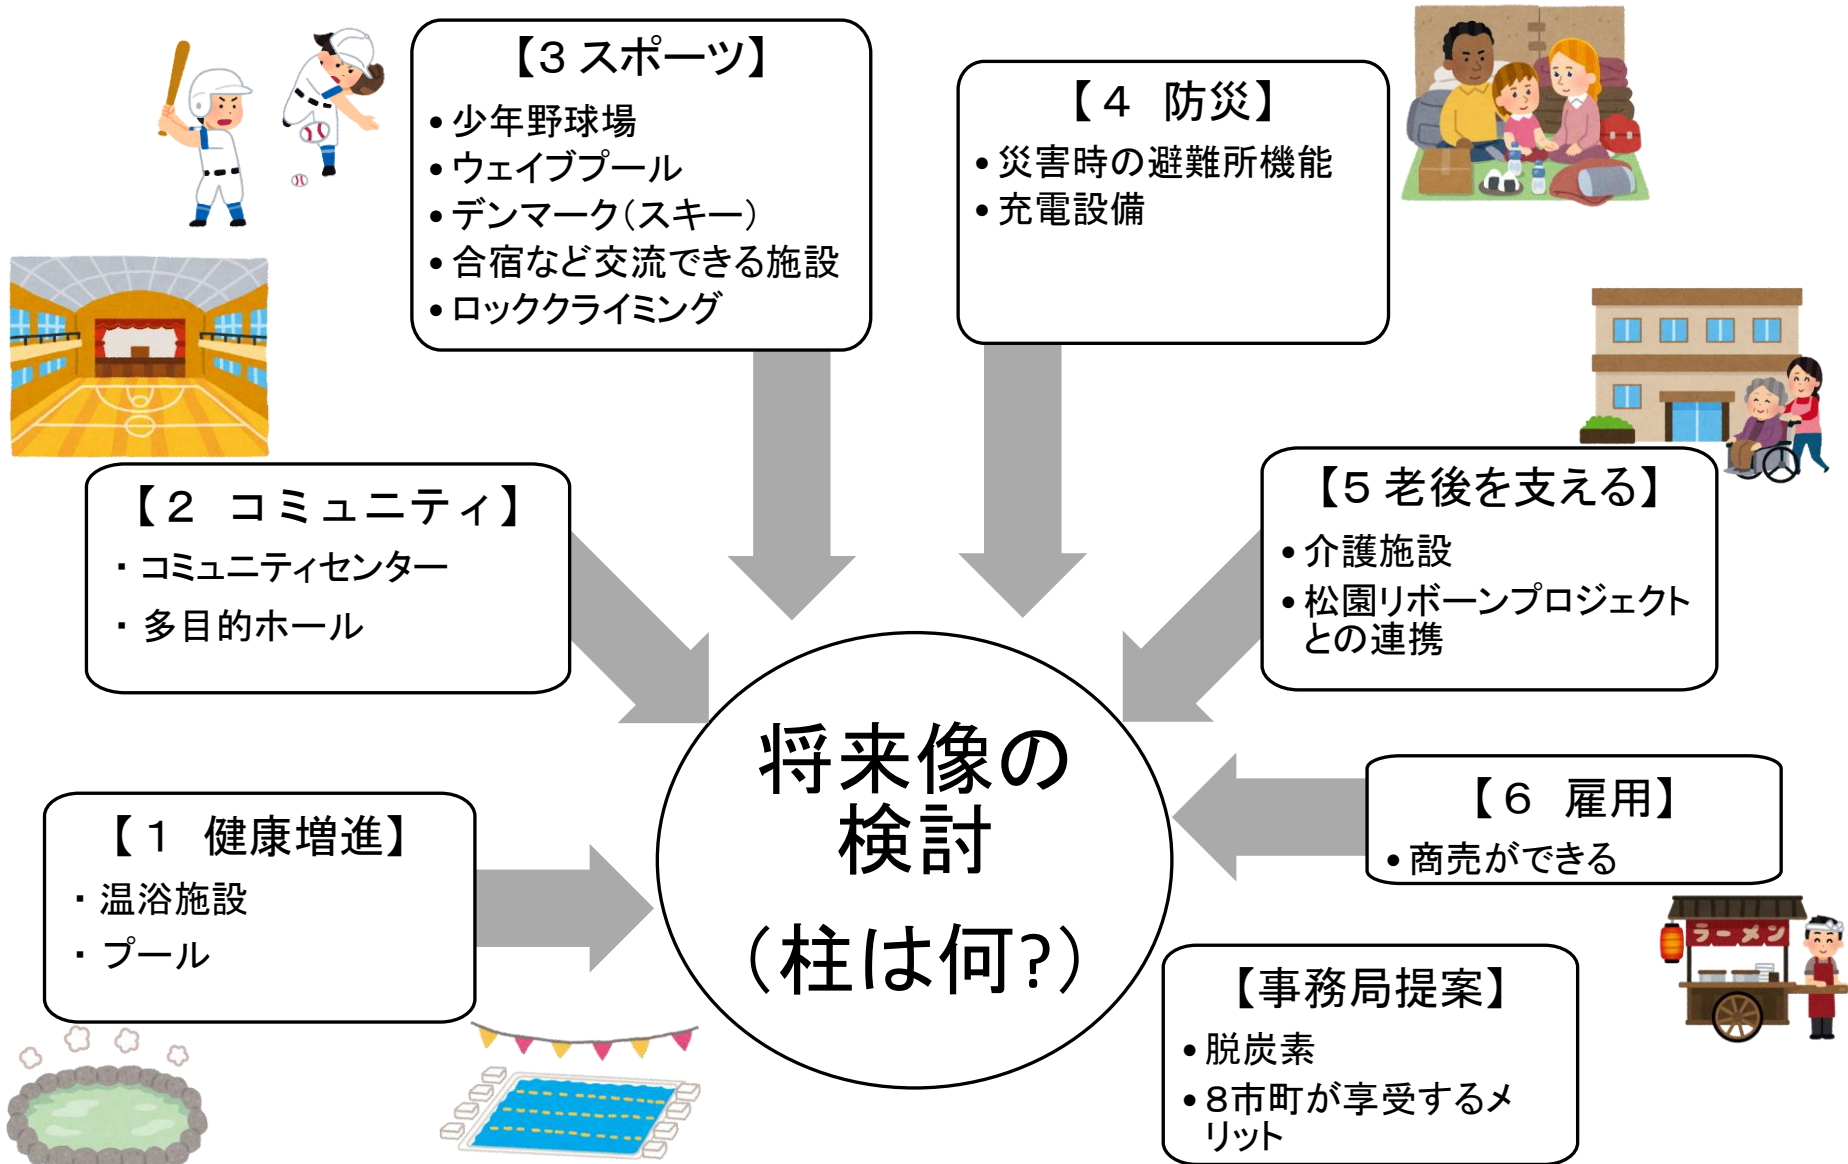 【3 スポーツ】
•少年野球場
•ウェイブプール
•デンマーク(スキー)
•合宿など交流できる施設
•ロッククライミング
【４　防災】
•災害時の避難所機能
•充電設備
【２　コミュニティ】
・コミュニティセンター
・多目的ホール
【5 老後を支える】
•介護施設
•松園リボーンプロジェクト
との連携
【１　健康増進】
・温浴施設
・プール
将来像の
検討
(柱は何?)
【６　雇用】
•商売ができる
ラーメン
【事務局提案】
•脱炭素
•8市町が享受するメ
リット